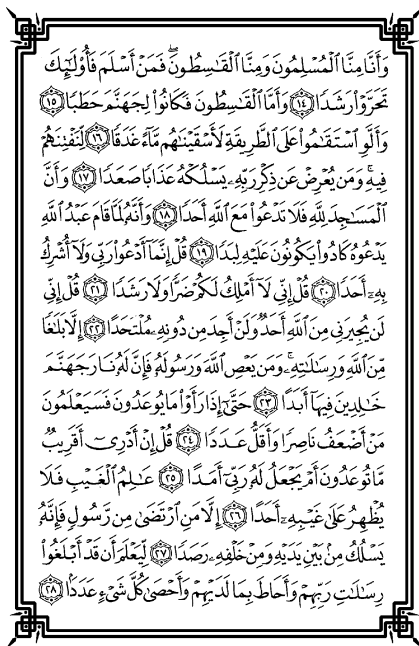 وَأَنَّا مِنَّا ٱلْمُسْلِمُونَ وَمِنَّا ٱلْقَٰسِطُونَۖ فَمَنْ أَسْلَمَ فَأُو۟لَٰٓئِكَ
تَحَرَّوْا۟ رَشَدًا ١٤ وَأَمَّا ٱلْقَٰسِطُونَ فَكَانُوا۟ لِجَهَنَّمَ حَطَبًا ١٥
وَأَلَّوِ ٱسْتَقَٰمُوا۟ عَلَى ٱلطَّرِيقَةِ لَأَسْقَيْنَٰهُم مَّآءً غَدَقًا ١٦ لِّنَفْتِنَهُمْ
فِيهِۚ وَمَن يُعْرِضْ عَن ذِكْرِ رَبِّهِۦ يَسْلُكْهُ عَذَابًا صَعَدًا ١٧ وَأَنَّ
ٱلْمَسَٰجِدَ لِلَّهِ فَلَا تَدْعُوا۟ مَعَ ٱللَّهِ أَحَدًا ١٨ وَأَنَّهُۥ لَمَّا قَامَ عَبْدُ ٱللَّهِ
يَدْعُوهُ كَادُوا۟ يَكُونُونَ عَلَيْهِ لِبَدًا ١٩ قُلْ إِنَّمَآ أَدْعُوا۟ رَبِّى وَلَآ أُشْرِكُ
بِهِۦٓ أَحَدًا ٢٠ قُلْ إِنِّى لَآ أَمْلِكُ لَكُمْ ضَرًّا وَلَا رَشَدًا ٢١ قُلْ إِنِّى
لَن يُجِيرَنِى مِنَ ٱللَّهِ أَحَدٌ وَلَنْ أَجِدَ مِن دُونِهِۦ مُلْتَحَدًا ٢٢ إِلَّا بَلَٰغًا
مِّنَ ٱللَّهِ وَرِسَٰلَٰتِهِۦۚ وَمَن يَعْصِ ٱللَّهَ وَرَسُولَهُۥ فَإِنَّ لَهُۥ نَارَ جَهَنَّمَ
خَٰلِدِينَ فِيهَآ أَبَدًا ٢٣ حَتَّىٰٓ إِذَا رَأَوْا۟ مَا يُوعَدُونَ فَسَيَعْلَمُونَ
مَنْ أَضْعَفُ نَاصِرًا وَأَقَلُّ عَدَدًا ٢٤ قُلْ إِنْ أَدْرِىٓ أَقَرِيبٌ
مَّا تُوعَدُونَ أَمْ يَجْعَلُ لَهُۥ رَبِّىٓ أَمَدًا ٢٥ عَٰلِمُ ٱلْغَيْبِ فَلَا
يُظْهِرُ عَلَىٰ غَيْبِهِۦٓ أَحَدًا ٢٦ إِلَّا مَنِ ٱرْتَضَىٰ مِن رَّسُولٍ فَإِنَّهُۥ
يَسْلُكُ مِنۢ بَيْنِ يَدَيْهِ وَمِنْ خَلْفِهِۦ رَصَدًا ٢٧ لِّيَعْلَمَ أَن قَدْ أَبْلَغُوا۟
رِسَٰلَٰتِ رَبِّهِمْ وَأَحَاطَ بِمَا لَدَيْهِمْ وَأَحْصَىٰ كُلَّ شَىْءٍ عَدَدًۢا ٢٨